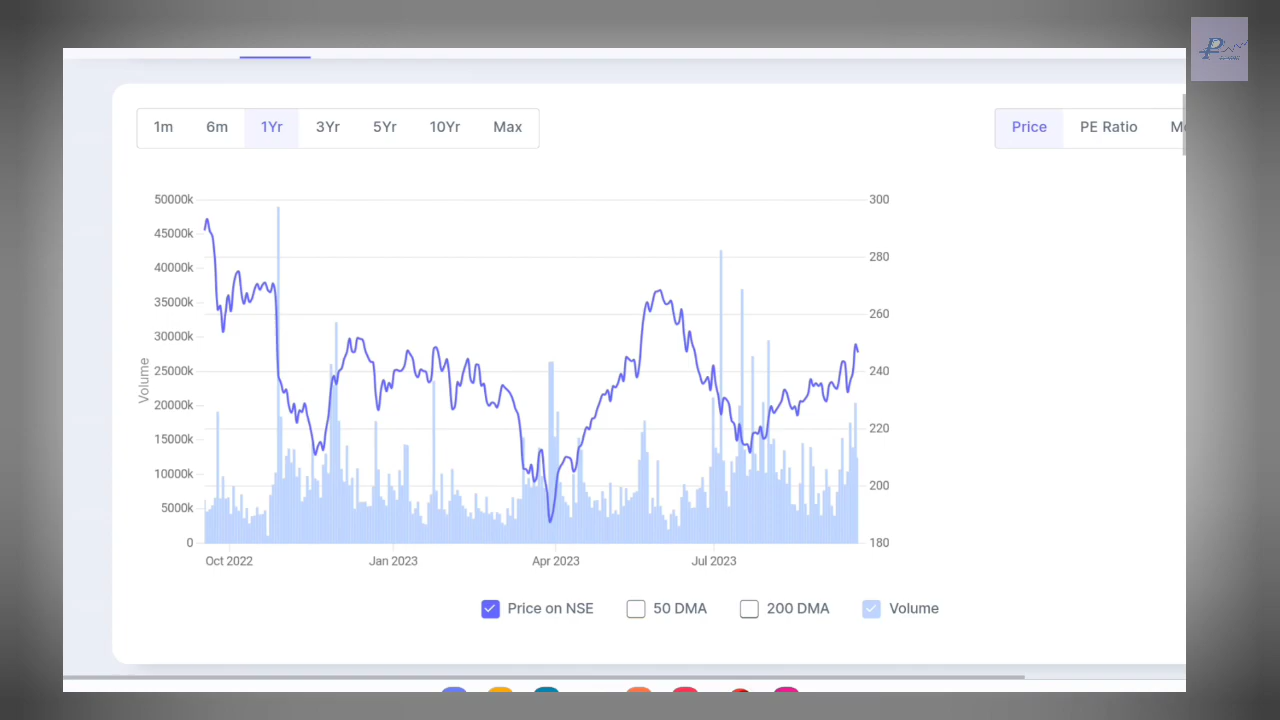 1m 6m 1Yr 3Yr 5Yr 10Yr Max
Price PE Ratio
50000k 300
45000k
280
40000k
35000k 260
30000k
25000k 240
20000k
220
15000k
10000k 200
5000k
0 180
Volume
Oct 2022 Jan 2023 Apr 2023 Jul 2023
Price on NSE 50 DMA 200 DMA Volume